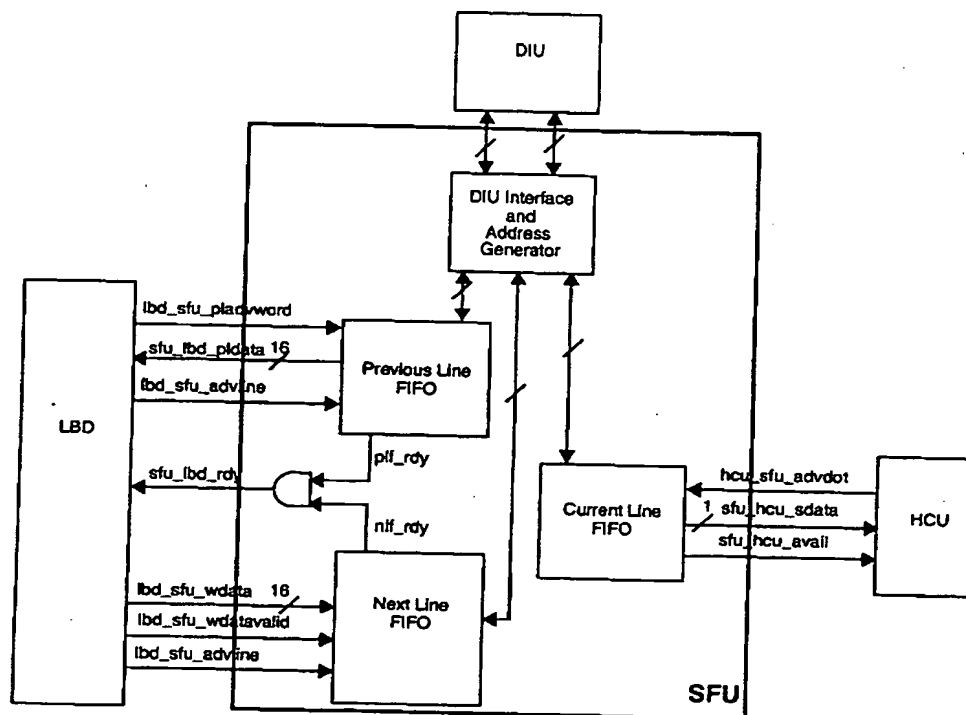 DIU
DIU Interface
and
Address
Generator
lbd_sfu_pladvword
sfu_lbd_pldata 16
lbd_sfu_advline
Previous Line
FIFO
LBD
plf_rdy
sfu_lbd_rdy
nlf_rdy
hcu_sfu_advdot
1 sfu_hcu_sdata
sfu_hcu_avail
Current Line
FIFO
HCU
lbd_sfu_wdata 16
lbd_sfu_wdatavalid
lbd_sfu_advline
Next Line
FIFO
SFU